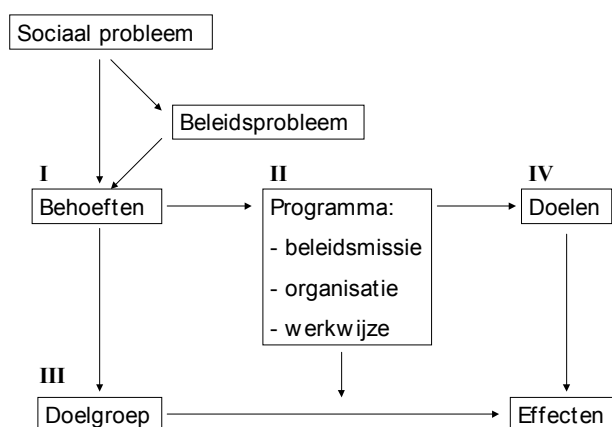 Sociaal probleem
Beleidsprobleem
I
II
IV
Behoeften
Programma:
- beleidsmissie
- organisatie
- werkwijze
Doelen
III
Doelgroep
Effecten